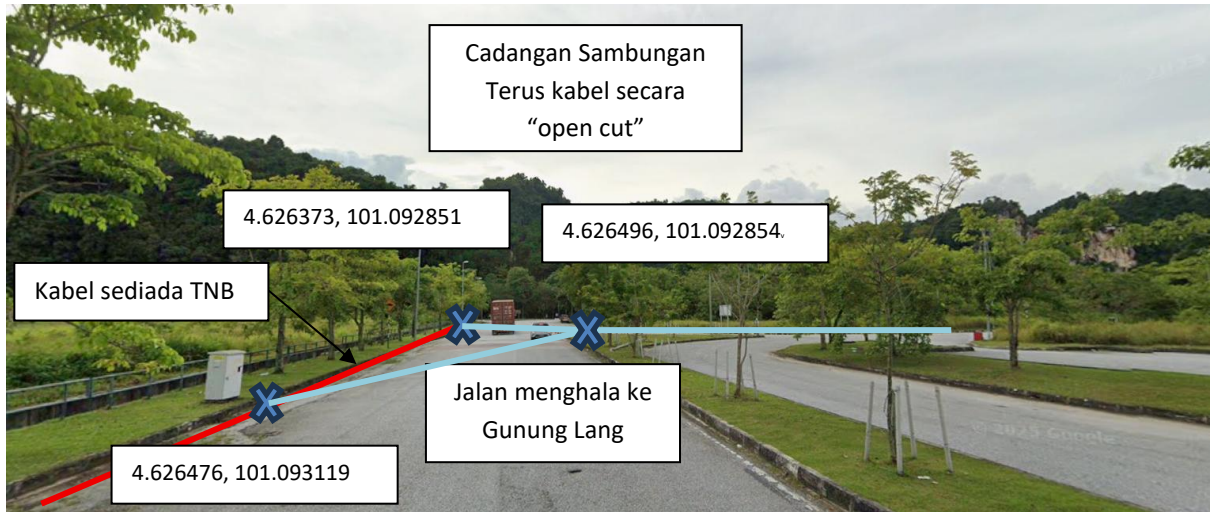 Cadangan Sambungan
Terus kabel secara
“open cut”
4.626373, 101.092851
4.626496, 101.092854v
Kabel sediada TNB
Jalan menghala ke
Gunung Lang
4.626476, 101.093119
© 2025 Google